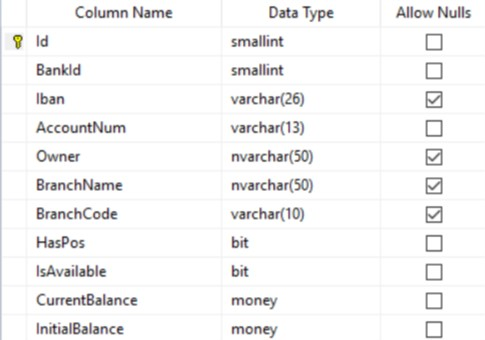 Column Name Data Type Allow Nulls
Id smallint
BankId smallint
Iban varchar(26)
AccountNum varchar(13)
Owner nvarchar(50)
BranchName nvarchar(50)
BranchCode varchar(10)
HasPos bit
IsAvailable bit
CurrentBalance money
InitialBalance money